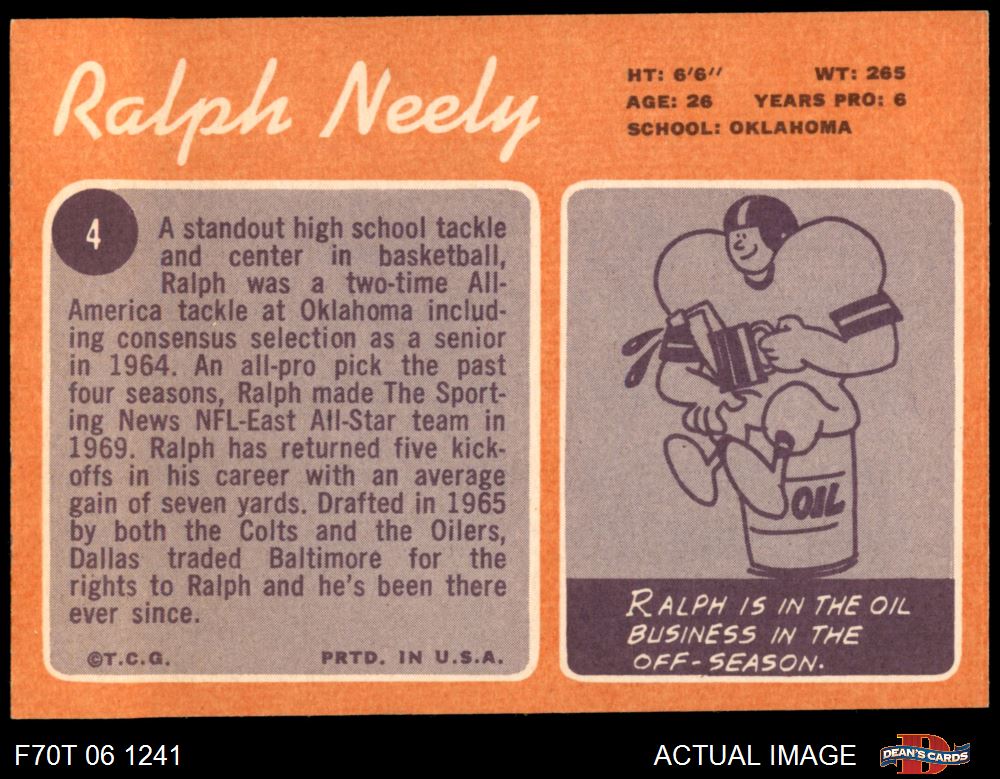 Ralph Neely
HT: 6'6" WT: 265
AGE: 26 YEARS PRO: 6
SCHOOL: OKLAHOMA
4
A standout high school tackle
and center in basketball,
Ralph was a two-time All-
America tackle at Oklahoma includ-
ing consensus selection as a senior
in 1964. An all-pro pick the past
four seasons, Ralph made The Sport-
ing News NFL-East All-Star team in
1969. Ralph has returned five kick-
offs in his career with an average
gain of seven yards. Drafted in 1965
by both the Colts and the Oilers,
Dallas traded Baltimore for the
rights to Ralph and he's been there
ever since.
©T.C.G. PRTD. IN U.S.A.
OIL
RALPH IS IN THE OIL
BUSINESS IN THE
OFF-SEASON.
F70T 06 1241
ACTUAL IMAGE
D
DEAN'S CARDS